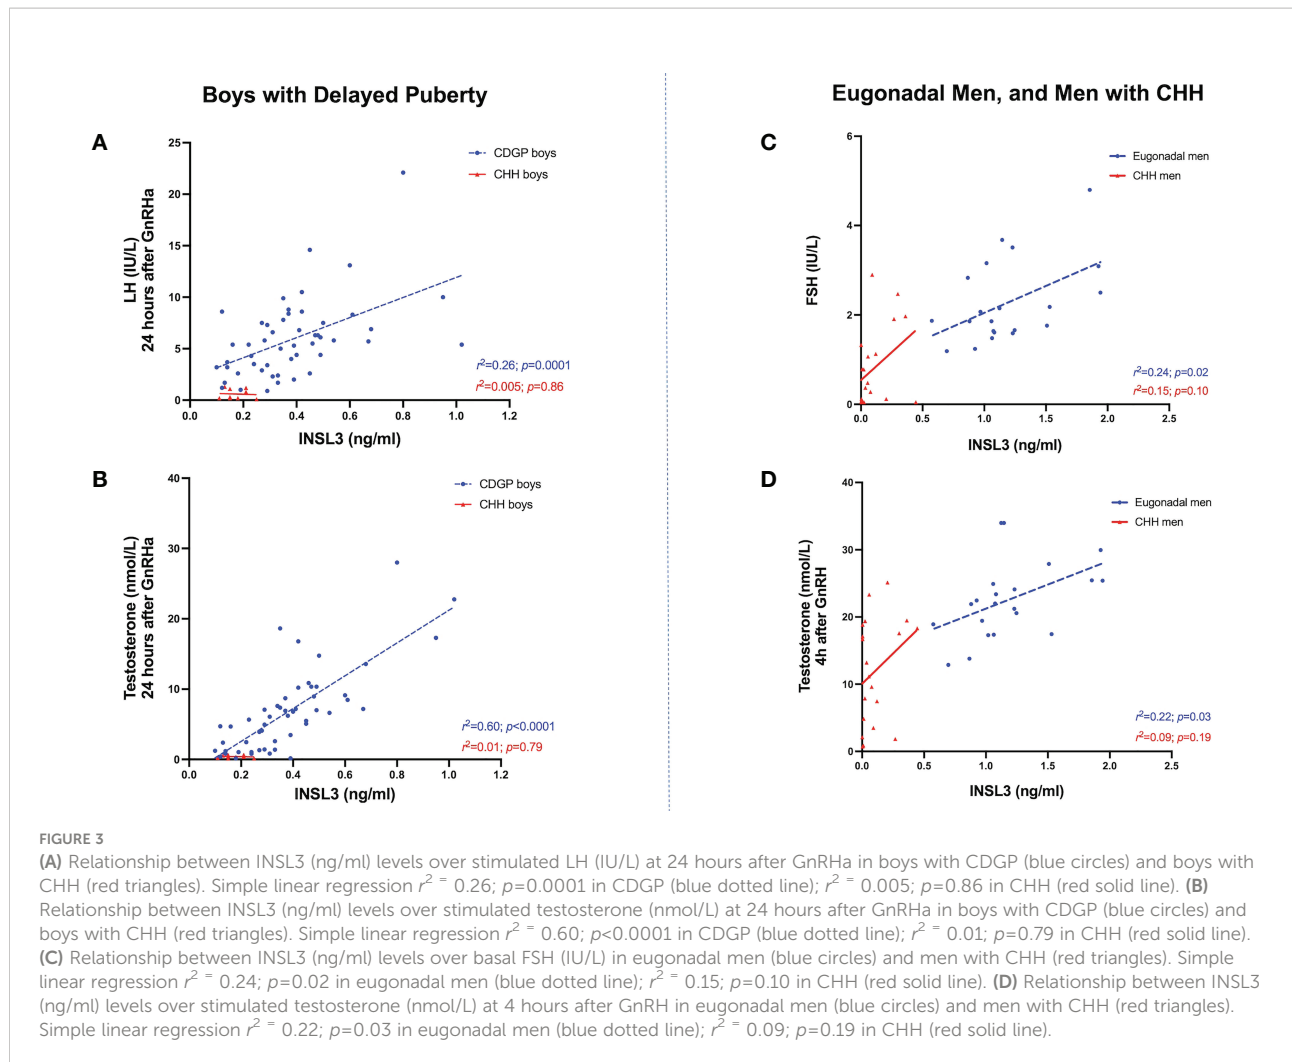 Boys with Delayed Puberty
Eugonadal Men, and Men with CHH
A
LH (IU/L)
24 hours after GnRHa
25
20
15
10
5
0
0.0 0.2 0.4 0.6 0.8 1.0 1.2
INSL3 (ng/ml)
CDGP boys
CHH boys
r²=0.26; p=0.0001
r²=0.005; p=0.86
B
Testosterone (nmol/L)
24 hours after GnRHa
40
30
20
10
0
0.0 0.2 0.4 0.6 0.8 1.0 1.2
INSL3 (ng/ml)
CDGP boys
CHH boys
r²=0.60; p<0.0001
r²=0.01; p=0.79
C
FSH (IU/L)
6
4
2
0
0.0 0.5 1.0 1.5 2.0 2.5
INSL3 (ng/ml)
Eugonadal men
CHH men
r²=0.24; p=0.02
r²=0.15; p=0.10
D
Testosterone (nmol/L)
4h after GnRH
40
30
20
10
0
0.0 0.5 1.0 1.5 2.0 2.5
INSL3 (ng/ml)
Eugonadal men
CHH men
r²=0.22; p=0.03
r²=0.09; p=0.19
FIGURE 3
(A) Relationship between INSL3 (ng/ml) levels over stimulated LH (IU/L) at 24 hours after GnRHa in boys with CDGP (blue circles) and boys with
CHH (red triangles). Simple linear regression r² = 0.26; p=0.0001 in CDGP (blue dotted line); r² = 0.005; p=0.86 in CHH (red solid line). (B)
Relationship between INSL3 (ng/ml) levels over stimulated testosterone (nmol/L) at 24 hours after GnRHa in boys with CDGP (blue circles) and
boys with CHH (red triangles). Simple linear regression r² = 0.60; p<0.0001 in CDGP (blue dotted line); r² = 0.01; p=0.79 in CHH (red solid line).
(C) Relationship between INSL3 (ng/ml) levels over basal FSH (IU/L) in eugonadal men (blue circles) and men with CHH (red triangles). Simple
linear regression r² = 0.24; p=0.02 in eugonadal men (blue dotted line); r² = 0.15; p=0.10 in CHH (red solid line). (D) Relationship between INSL3
(ng/ml) levels over stimulated testosterone (nmol/L) at 4 hours after GnRH in eugonadal men (blue circles) and men with CHH (red triangles).
Simple linear regression r² = 0.22; p=0.03 in eugonadal men (blue dotted line); r² = 0.09; p=0.19 in CHH (red solid line).